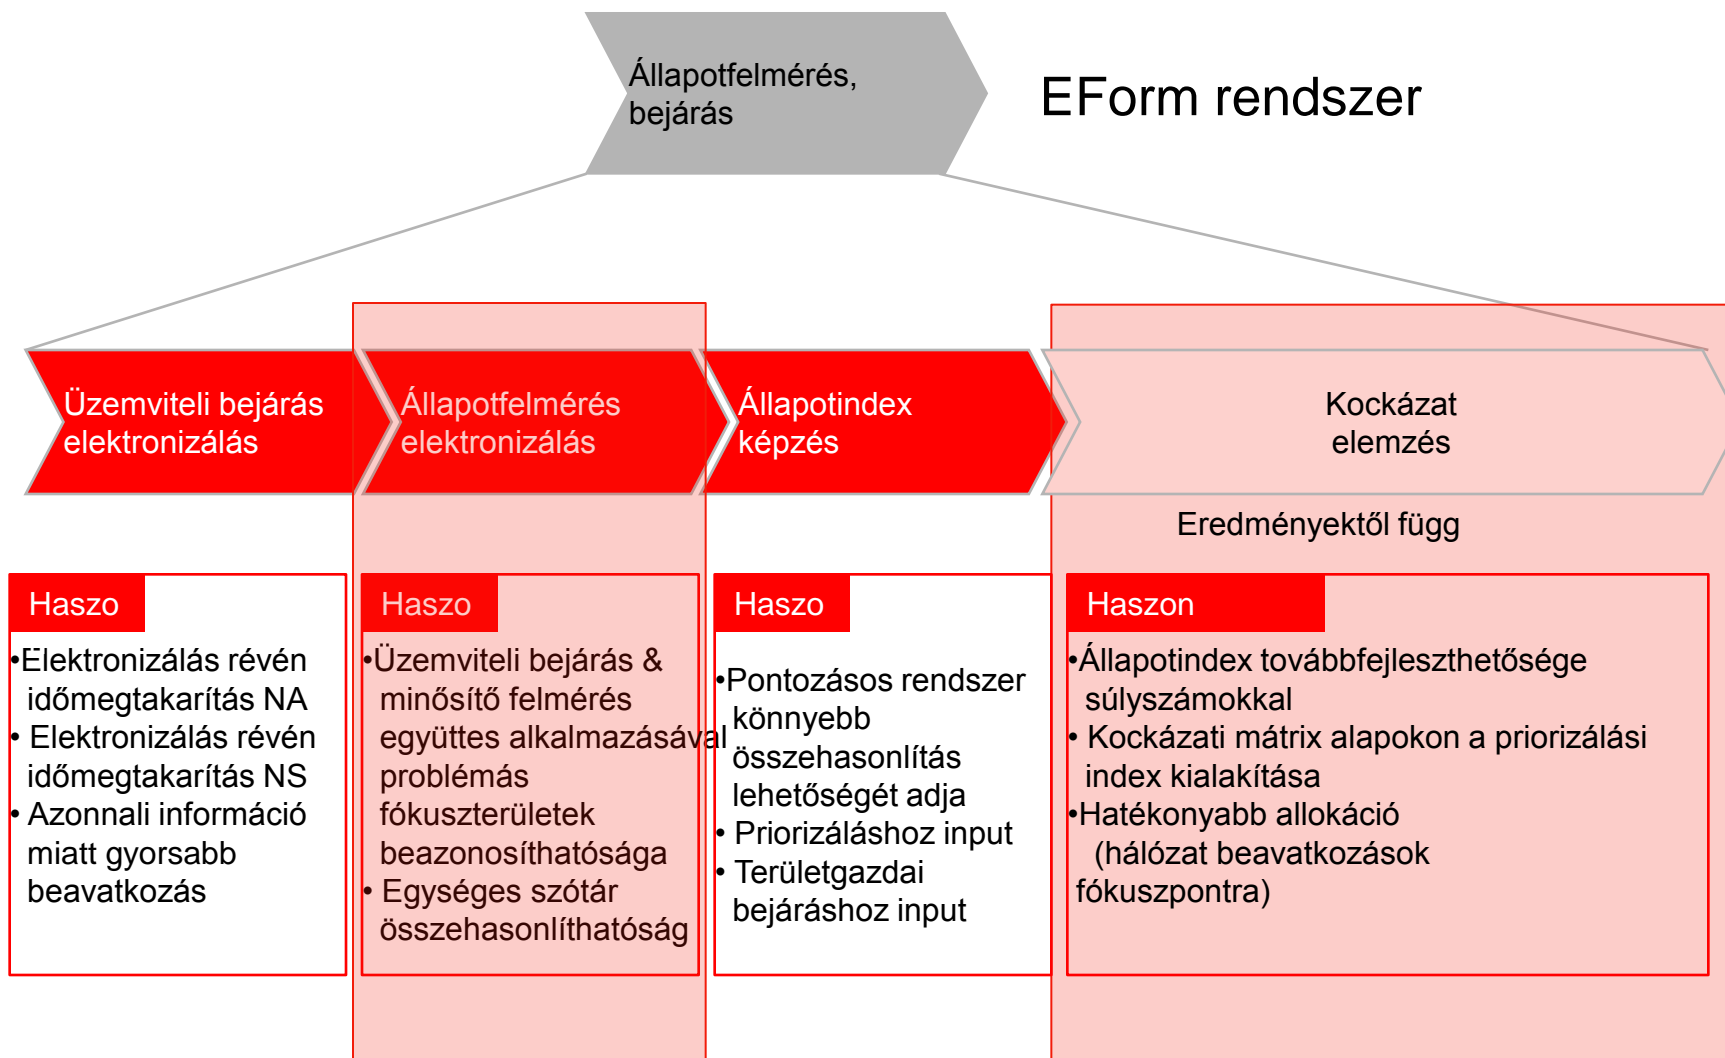 Állapotfelmérés,
bejárás
EForm rendszer
Üzemviteli bejárás
elektronizálás
Állapotfelmérés
elektronizálás
Állapotindex
képzés
Kockázat
elemzés
Eredményektől függ
Haszo
•Elektronizálás révén
időmegtakarítás NA
• Elektronizálás révén
időmegtakarítás NS
• Azonnali információ
miatt gyorsabb
beavatkozás
Haszo
•Üzemviteli bejárás &
minősítő felmérés
együttes alkalmazásával
problémás
fókuszterületek
beazonosíthatósága
• Egységes szótár
összehasonlíthatóság
Haszo
•Pontozásos rendszer
könnyebb
összehasonlítás
lehetőségét adja
• Priorizáláshoz input
• Területgazdai
bejáráshoz input
Haszon
•Állapotindex továbbfejleszthetősége
súlyszámokkal
• Kockázati mátrix alapokon a priorizálási
index kialakítása
•Hatékonyabb allokáció
(hálózat beavatkozások
fókuszpontra)